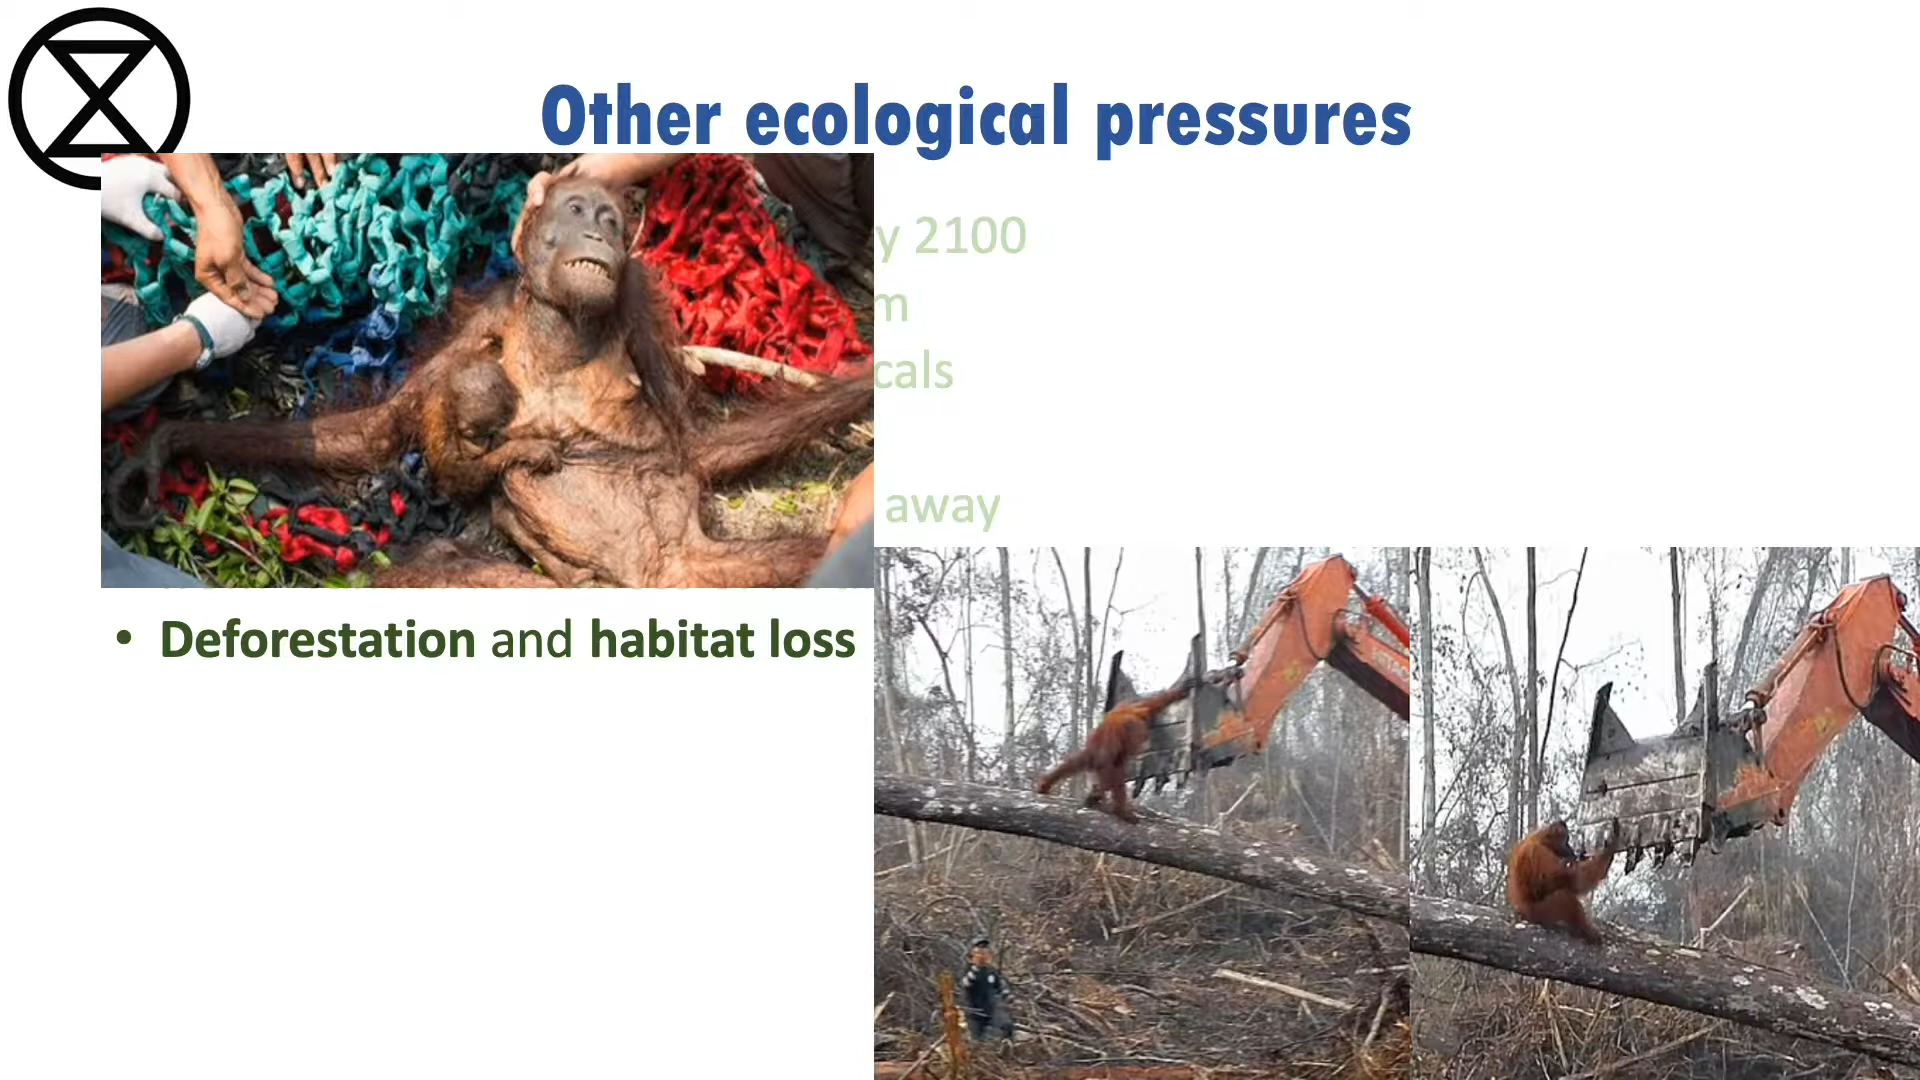 Other ecological pressures
y 2100
m
cals
away
• Deforestation and habitat loss